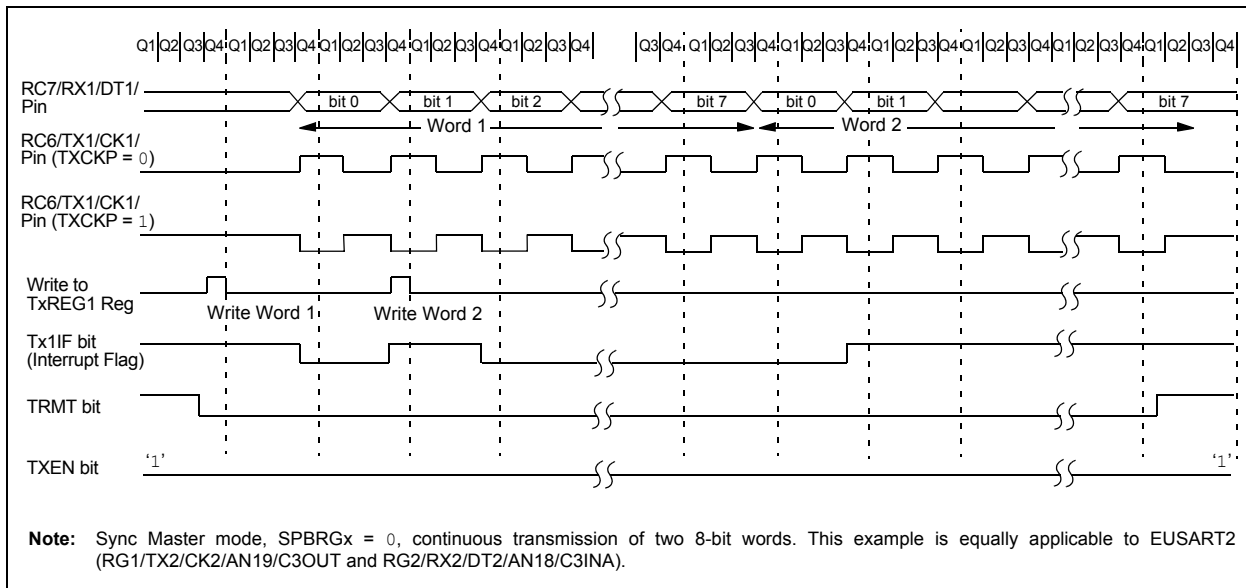 Q1|Q2|Q3|Q4|Q1|Q2|Q3|Q4|Q1|Q2|Q3|Q4|Q1|Q2|Q3|Q4|Q1|Q2|Q3|Q4| Q3|Q4|Q1|Q2|Q3|Q4|Q1|Q2|Q3|Q4|Q1|Q2|Q3|Q4|Q1|Q2|Q3|Q4|Q1|Q2|Q3|Q4|Q1|Q2|Q3|Q4
RC7/RX1/DT1/
Pin
bit 0 bit 1 bit 2 bit 7 bit 0 bit 1 bit 7
Word 1 Word 2
RC6/TX1/CK1/
Pin (TXCKP = 0)
RC6/TX1/CK1/
Pin (TXCKP = 1)
Write to
TxREG1 Reg
Write Word 1 Write Word 2
Tx1IF bit
(Interrupt Flag)
TRMT bit
TXEN bit
‘1’ ‘1’
Note: Sync Master mode, SPBRGx = 0, continuous transmission of two 8-bit words. This example is equally applicable to EUSART2
(RG1/TX2/CK2/AN19/C3OUT and RG2/RX2/DT2/AN18/C3INA).